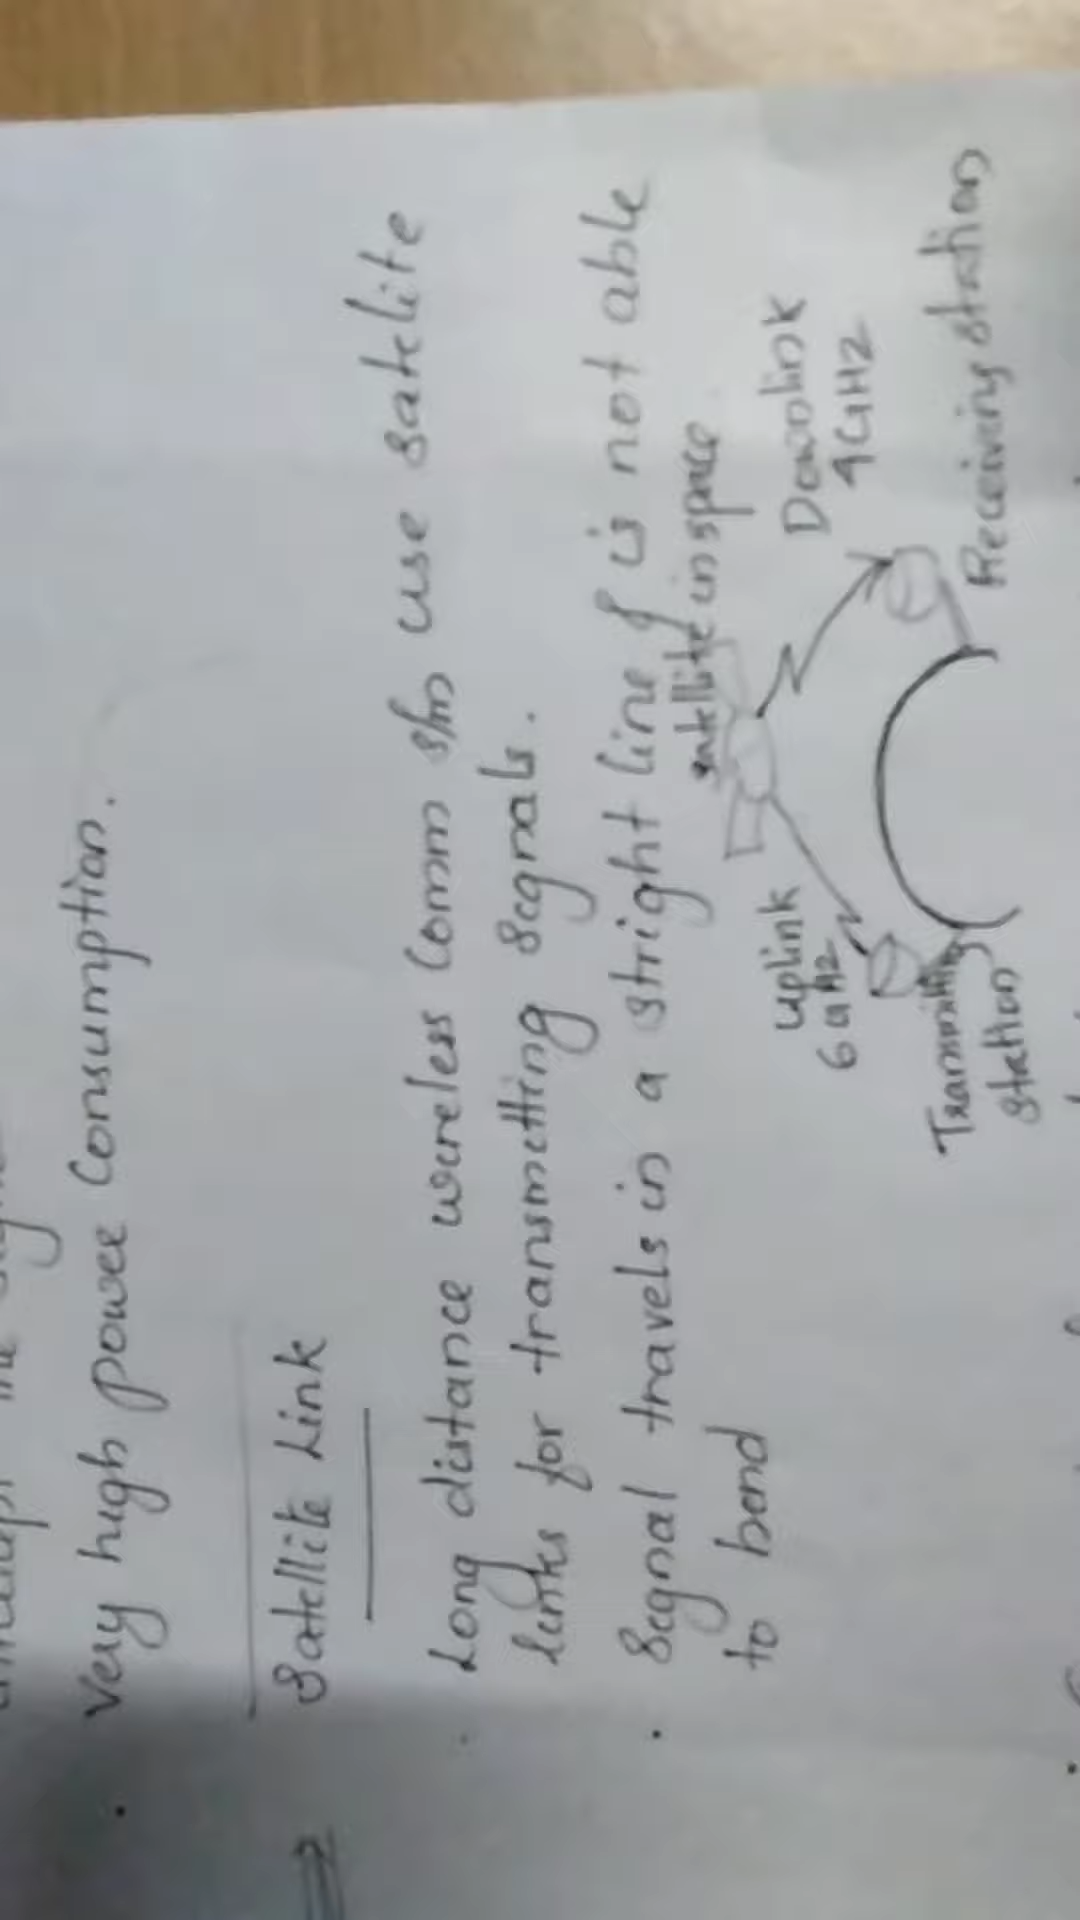 • Very high power Consumption.
⇒ Satellite Link
• Long distance wireless Comm s/m use satelite
links for transmitting signals.
• Signal travels in a stright line & is not able
to bend
satellite in space
Uplink
6 GHz
Downlink
4 GHz
Transmitting
station
Receiving station